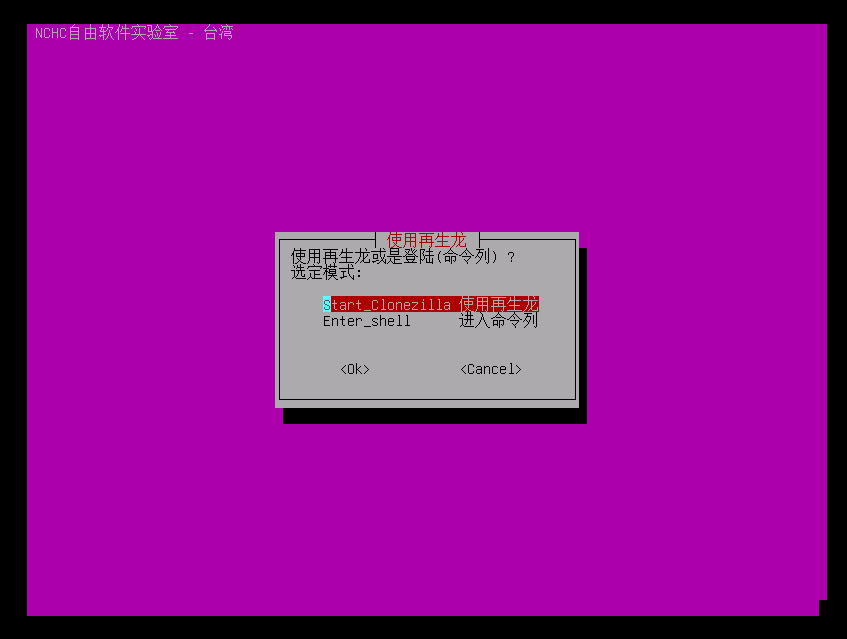 NCHC自由软件实验室 - 台湾
使用再生龙
使用再生龙或是登陆(命令列) ?
选定模式:
Start_Clonezilla 使用再生龙
Enter_shell 进入命令列
<Ok> <Cancel>